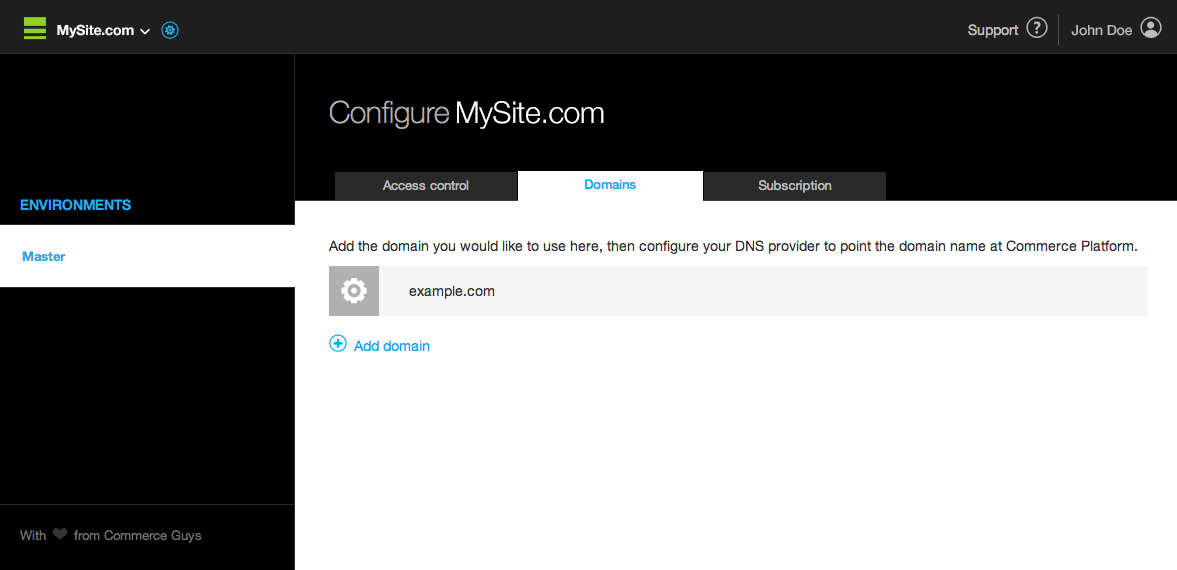 MySite.com
Support ?
John Doe
Configure MySite.com
Access control
Domains
Subscription
ENVIRONMENTS
Master
Add the domain you would like to use here, then configure your DNS provider to point the domain name at Commerce Platform.
example.com
Add domain
With ❤ from Commerce Guys